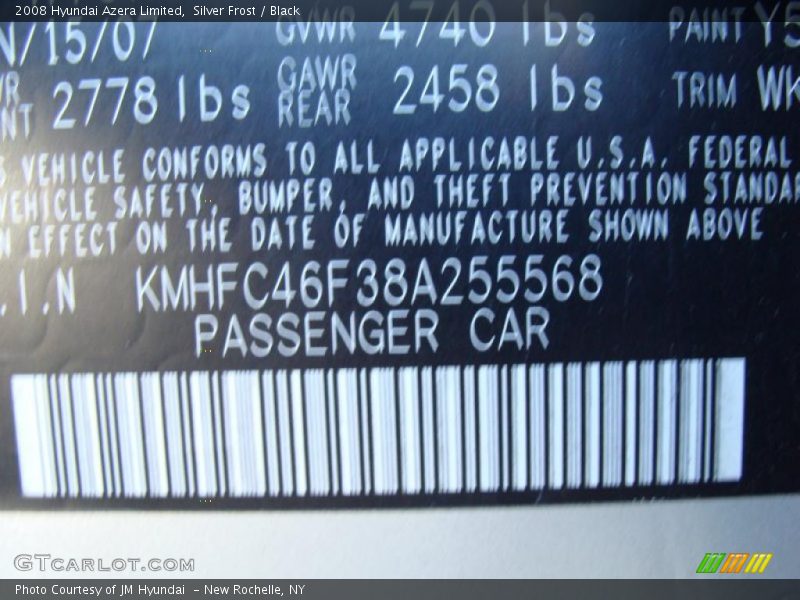 2008 Hyundai Azera Limited, Silver Frost / Black
N/15/07 GVWR 4740 lbs PAINT Y5
WR GAWR
NT 2778 lbs REAR 2458 lbs TRIM WK
S VEHICLE CONFORMS TO ALL APPLICABLE U.S.A. FEDERAL
VEHICLE SAFETY, BUMPER, AND THEFT PREVENTION STANDAR
N EFFECT ON THE DATE OF MANUFACTURE SHOWN ABOVE
.I.N KMHFC46F38A255568
PASSENGER CAR
GTCARLOT.COM
Photo Courtesy of JM Hyundai - New Rochelle, NY